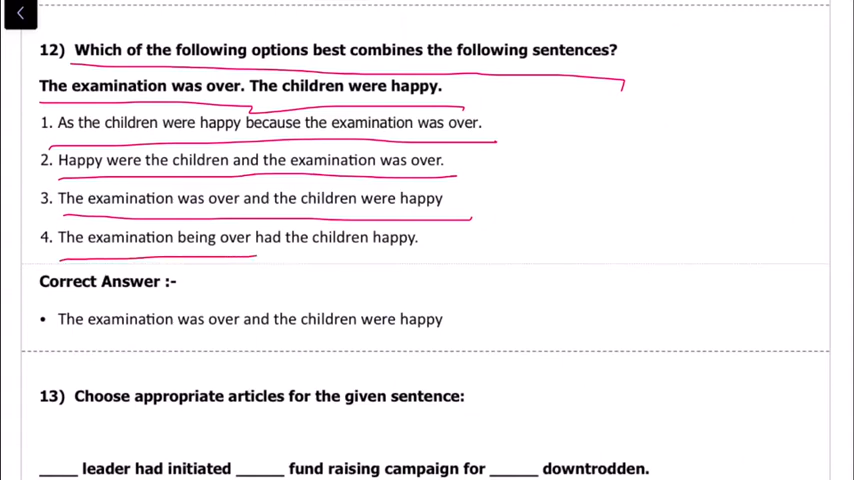 12) Which of the following options best combines the following sentences?
The examination was over. The children were happy.
1. As the children were happy because the examination was over.
2. Happy were the children and the examination was over.
3. The examination was over and the children were happy
4. The examination being over had the children happy.
Correct Answer :-
• The examination was over and the children were happy
13) Choose appropriate articles for the given sentence:
____ leader had initiated _____ fund raising campaign for _____ downtrodden.